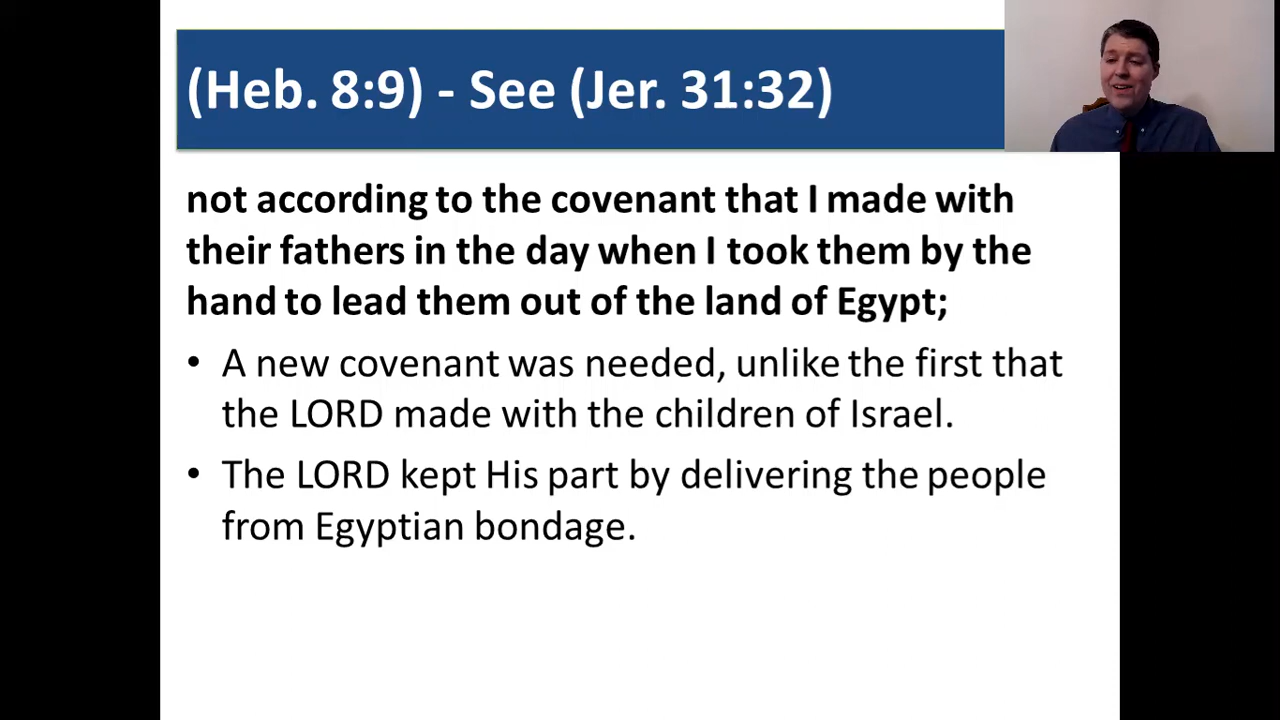 (Heb. 8:9) - See (Jer. 31:32)
not according to the covenant that I made with
their fathers in the day when I took them by the
hand to lead them out of the land of Egypt;
• A new covenant was needed, unlike the first that
the LORD made with the children of Israel.
• The LORD kept His part by delivering the people
from Egyptian bondage.